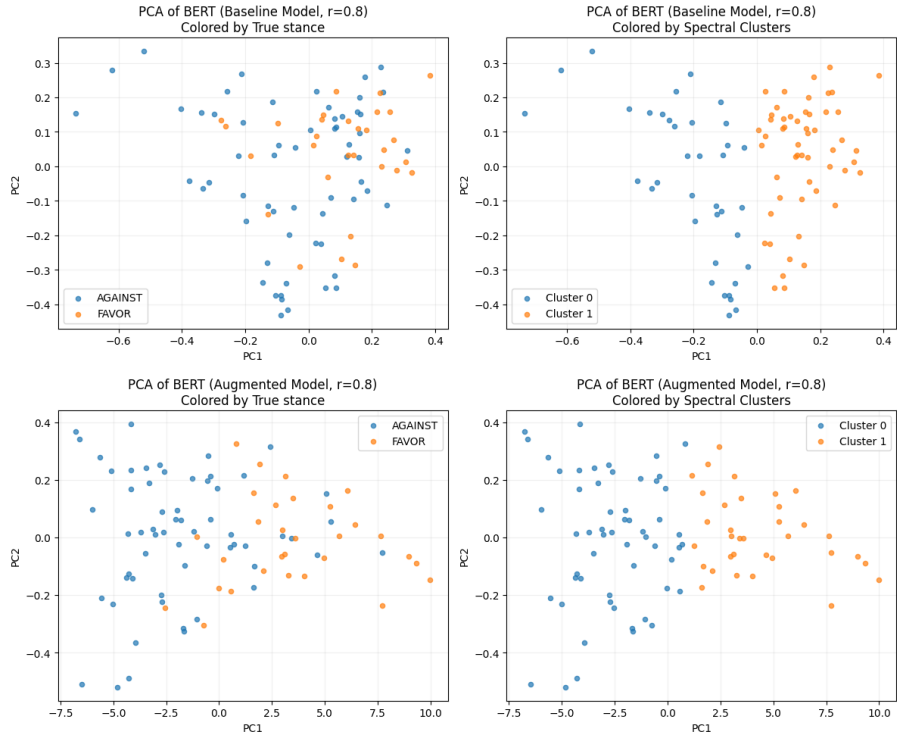 PCA of BERT (Baseline Model, r=0.8)
Colored by True stance
0.3
0.2
0.1
0.0
−0.1
−0.2
−0.3
−0.4
PC2
AGAINST
FAVOR
−0.6
−0.4
−0.2
0.0
0.2
0.4
PC1
PCA of BERT (Baseline Model, r=0.8)
Colored by Spectral Clusters
0.3
0.2
0.1
0.0
−0.1
−0.2
−0.3
−0.4
PC2
Cluster 0
Cluster 1
−0.6
−0.4
−0.2
0.0
0.2
0.4
PC1
PCA of BERT (Augmented Model, r=0.8)
Colored by True stance
0.4
0.2
0.0
−0.2
−0.4
PC2
AGAINST
FAVOR
−7.5
−5.0
−2.5
0.0
2.5
5.0
7.5
10.0
PC1
PCA of BERT (Augmented Model, r=0.8)
Colored by Spectral Clusters
0.4
0.2
0.0
−0.2
−0.4
PC2
Cluster 0
Cluster 1
−7.5
−5.0
−2.5
0.0
2.5
5.0
7.5
10.0
PC1